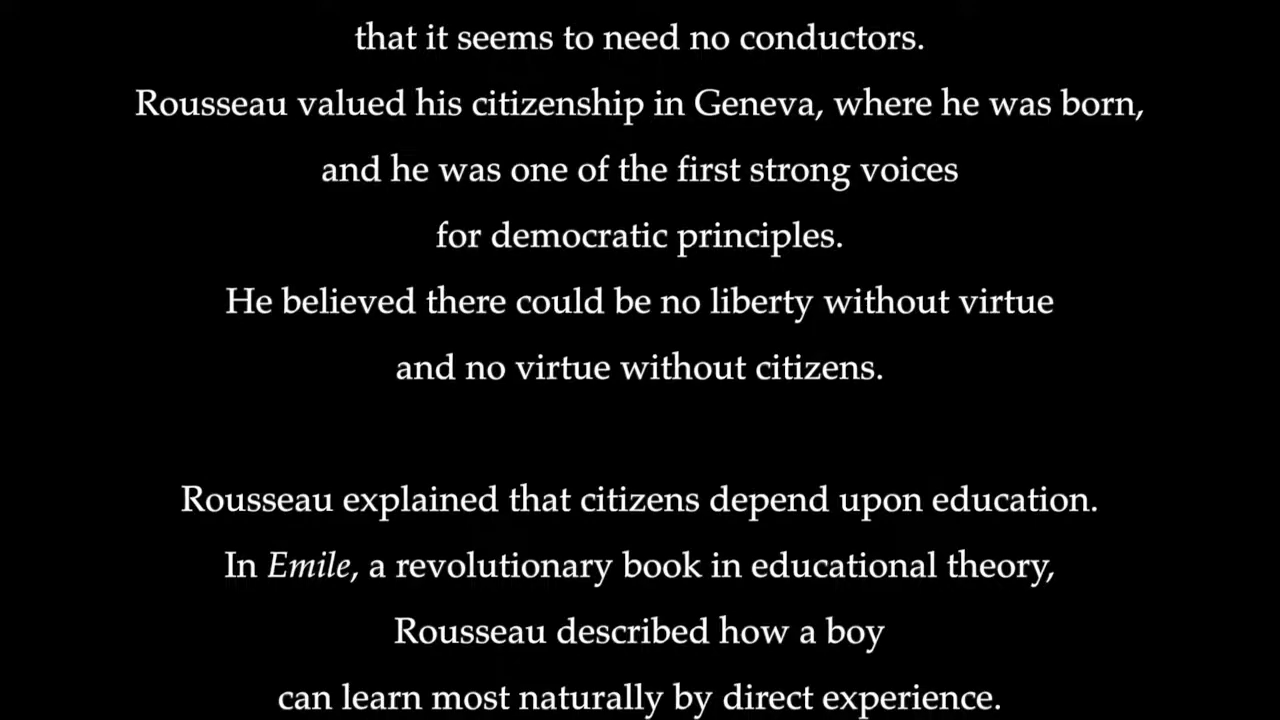 that it seems to need no conductors.
Rousseau valued his citizenship in Geneva, where he was born,
and he was one of the first strong voices
for democratic principles.
He believed there could be no liberty without virtue
and no virtue without citizens.
Rousseau explained that citizens depend upon education.
In Emile, a revolutionary book in educational theory,
Rousseau described how a boy
can learn most naturally by direct experience.